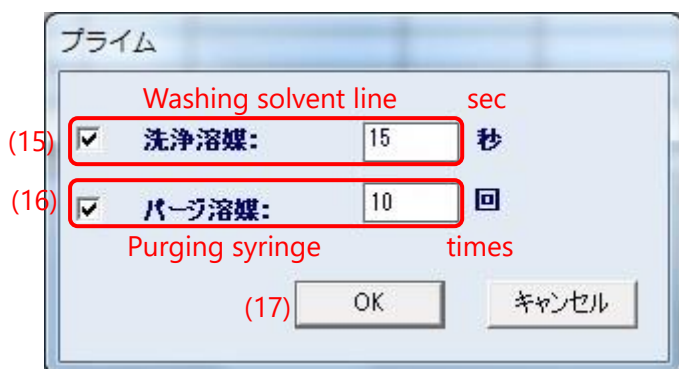 プライム
Washing solvent line sec
(15) 洗浄溶媒: 15 秒
(16) パージ溶媒: 10 回
Purging syringe times
(17) OK キャンセル